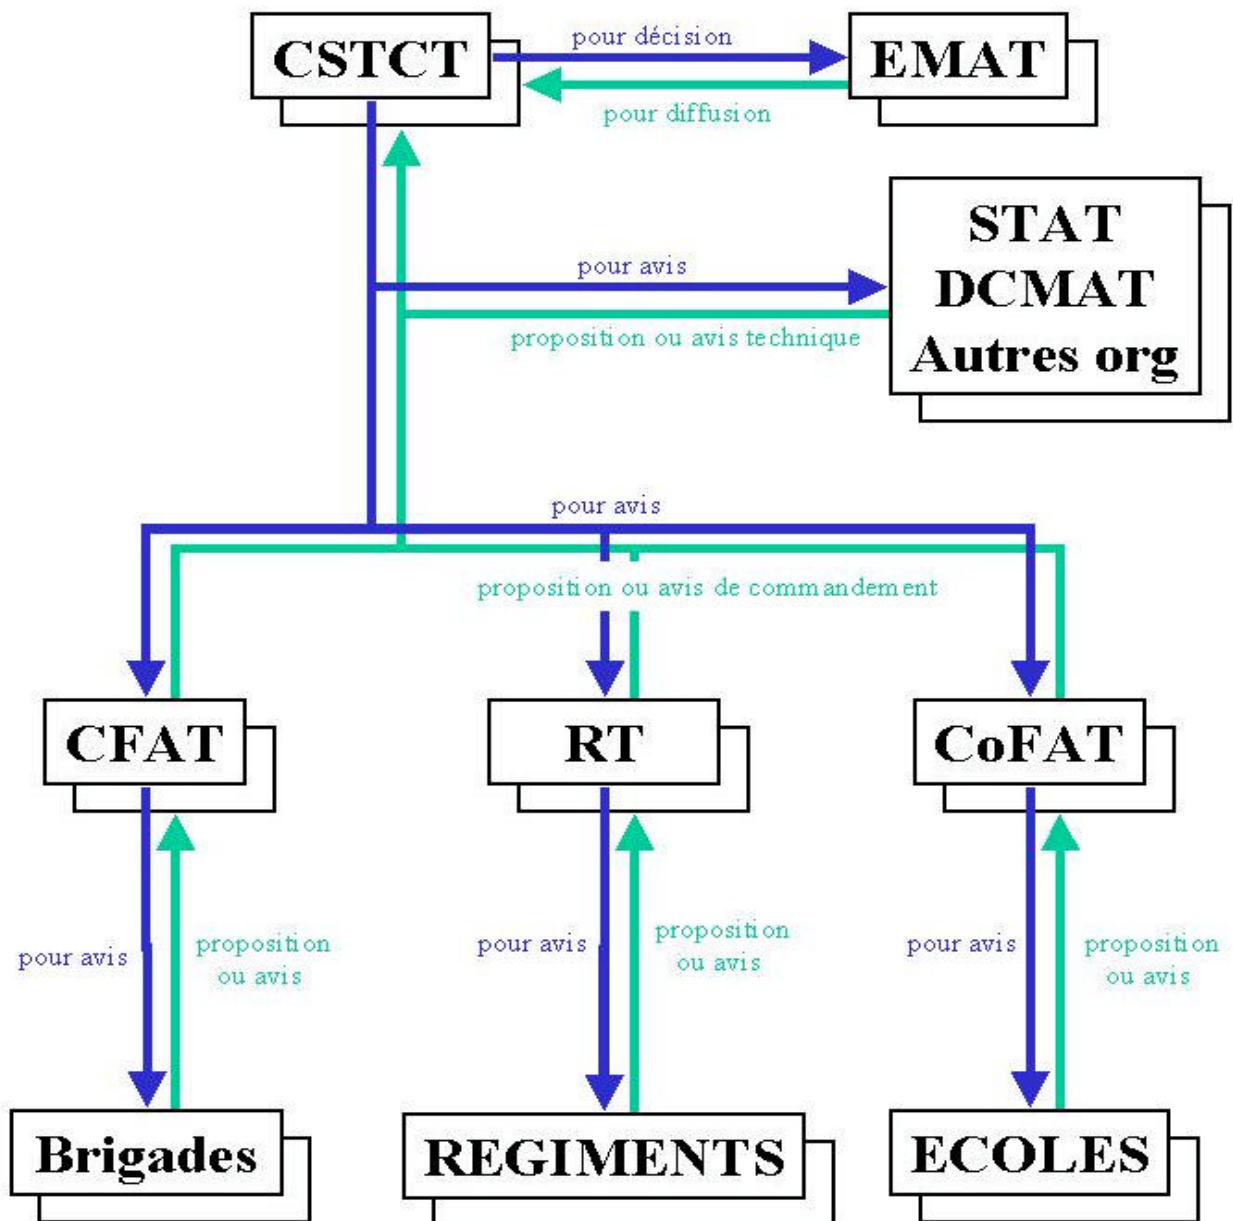 CSTCT
pour décision
EMAT
pour diffusion
STAT
DCMAT
Autres org
pour avis
proposition ou avis technique
pour avis
proposition ou avis de commandement
CFAT
RT
CoFAT
pour avis
proposition
ou avis
pour avis
proposition
ou avis
pour avis
proposition
ou avis
Brigades
REGIMENTS
ECOLES